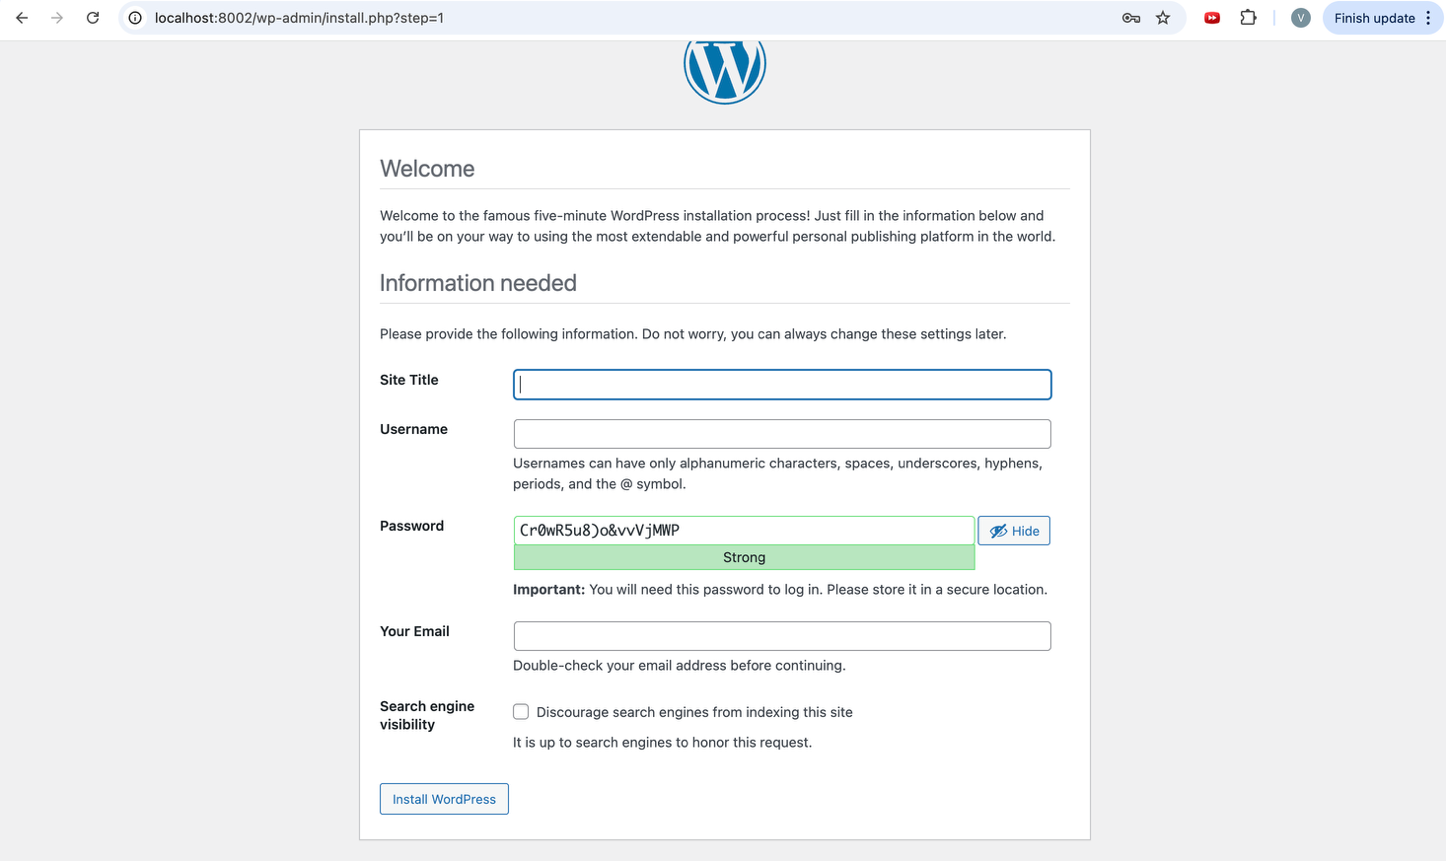 localhost:8002/wp-admin/install.php?step=1
V
Finish update
W
Welcome
Welcome to the famous five-minute WordPress installation process! Just fill in the information below and
you’ll be on your way to using the most extendable and powerful personal publishing platform in the world.
Information needed
Please provide the following information. Do not worry, you can always change these settings later.
Site Title
Username
Usernames can have only alphanumeric characters, spaces, underscores, hyphens,
periods, and the @ symbol.
Password
Cr0wR5u8)o&vvVjMWP
Hide
Strong
Important: You will need this password to log in. Please store it in a secure location.
Your Email
Double-check your email address before continuing.
Search engine
visibility
Discourage search engines from indexing this site
It is up to search engines to honor this request.
Install WordPress